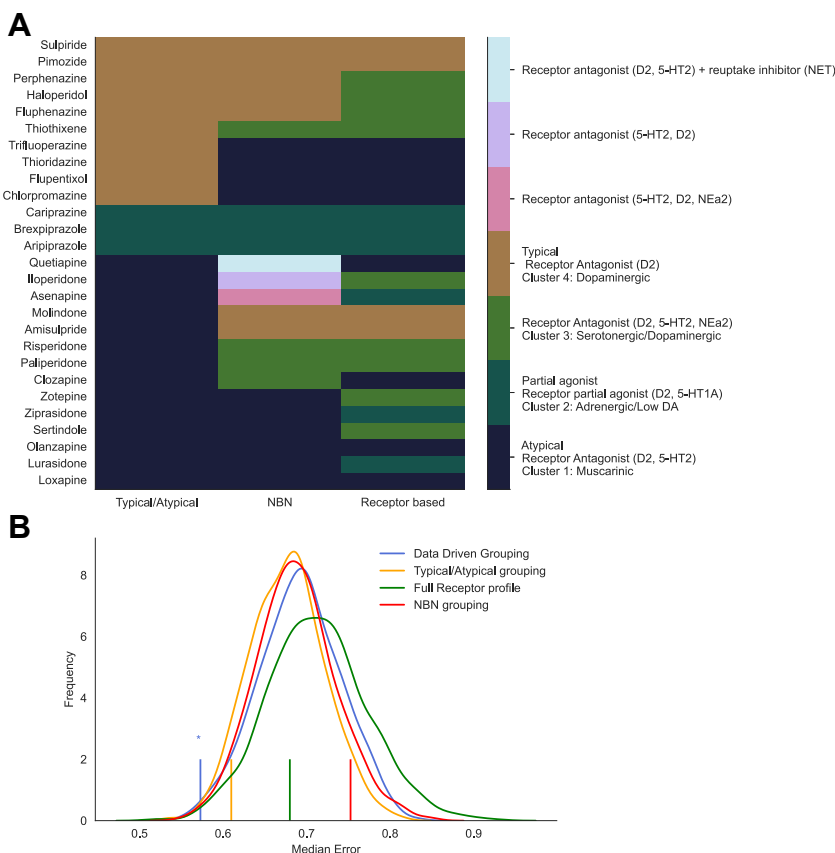 A
Sulpiride
Pimozide
Perphenazine
Haloperidol
Fluphenazine
Thiothixene
Trifluoperazine
Thioridazine
Flupentixol
Chlorpromazine
Cariprazine
Brexpiprazole
Aripiprazole
Quetiapine
Iloperidone
Asenapine
Molindone
Amisulpride
Risperidone
Paliperidone
Clozapine
Zotepine
Ziprasidone
Sertindole
Olanzapine
Lurasidone
Loxapine
Typical/Atypical NBN Receptor based
Receptor antagonist (D2, 5-HT2) + reuptake inhibitor (NET)
Receptor antagonist (5-HT2, D2)
Receptor antagonist (5-HT2, D2, NEa2)
Typical
Receptor Antagonist (D2)
Cluster 4: Dopaminergic
Receptor Antagonist (D2, 5-HT2, NEa2)
Cluster 3: Serotonergic/Dopaminergic
Partial agonist
Receptor partial agonist (D2, 5-HT1A)
Cluster 2: Adrenergic/Low DA
Atypical
Receptor Antagonist (D2, 5-HT2)
Cluster 1: Muscarinic
B
Data Driven Grouping
Typical/Atypical grouping
Full Receptor profile
NBN grouping
Frequency
8
6
4
2
0
*
0.5 0.6 0.7 0.8 0.9
Median Error